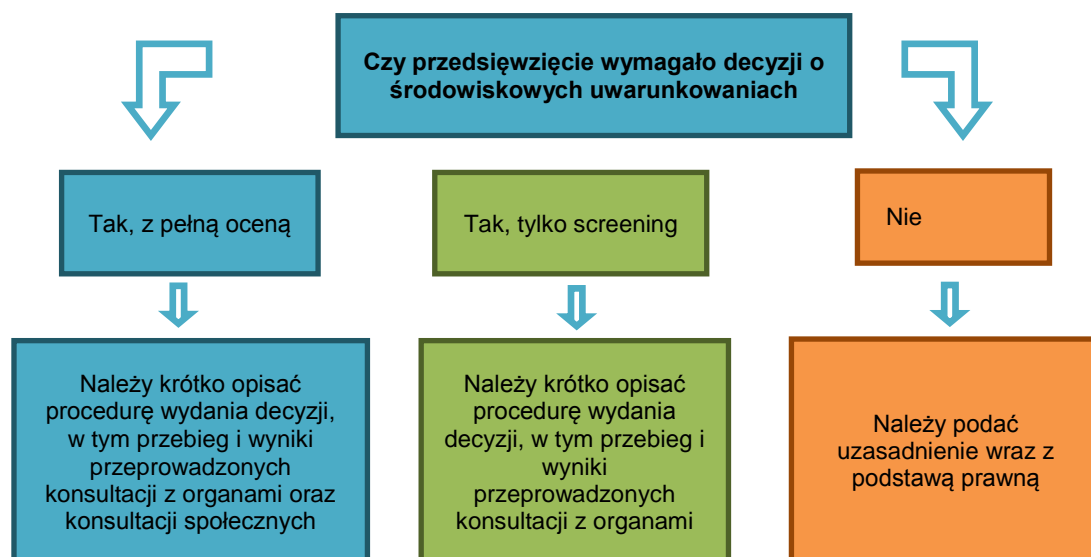 Czy przedsięwzięcie wymagało decyzji o
środowiskowych uwarunkowaniach
Tak, z pełną oceną
Tak, tylko screening
Nie
Należy krótko opisać
procedurę wydania decyzji,
w tym przebieg i wyniki
przeprowadzonych
konsultacji z organami oraz
konsultacji społecznych
Należy krótko opisać
procedurę wydania
decyzji, w tym przebieg i
wyniki
przeprowadzonych
konsultacji z organami
Należy podać
uzasadnienie wraz z
podstawą prawną